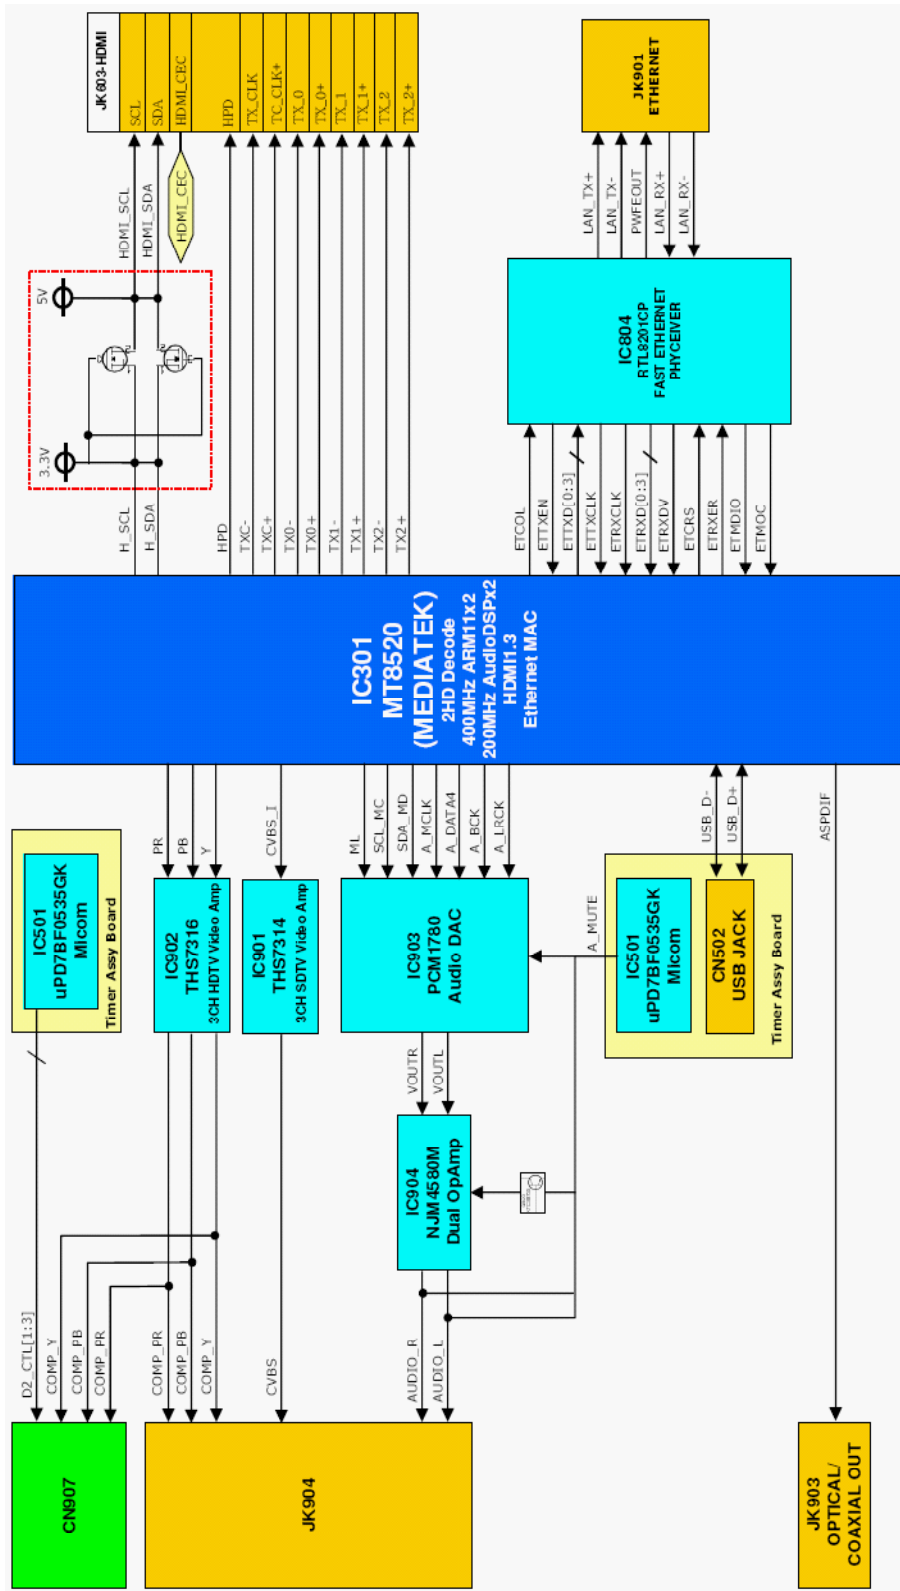 JK603-HDMI
SCL
SDA
HDMI_CEC
HPD
TX_CLK
TC_CLK+
TX_0
TX_0+
TX_1
TX_1+
TX_2
TX_2+
JK901
ETHERNET
HDMI_SCL
HDMI_SDA
HDMI_CEC
LAN_TX+
LAN_TX-
PWFEOUT
LAN_RX+
LAN_RX-
5V
3.3V
IC804
RTL8201CP
FAST ETHERNET
PHYCEIVER
H_SCL
H_SDA
HPD
TXC-
TXC+
TX0-
TX0+
TX1-
TX1+
TX2-
TX2+
ETCOL
ETTXEN
ETTXD[0:3]
ETTXCLK
ETRXCLK
ETRXD[0:3]
ETRXDV
ETCRS
ETRXER
ETMDIO
ETMOC
IC301
MT8520
(MEDIATEK)
2HD Decode
400MHz ARM11x2
200MHz AudioDSPx2
HDMI1.3
Ethernet MAC
PR
PB
Y
CVBS_I
ML
SCL_MC
SDA_MD
A_MCLK
A_DATA4
A_BCK
A_LRCK
USB_D-
USB_D+
ASPDIF
IC501
uPD7BF0535GK
Micom
Timer Assy Board
IC902
THS7316
3CH HDTV Video Amp
IC901
THS7314
3CH SDTV Video Amp
IC903
PCM1780
Audio DAC
A_MUTE
IC501
uPD7BF0535GK
Micom
CN502
USB JACK
Timer Assy Board
VOUTR
VOUTL
IC904
NJM4580M
Dual OpAmp
D2_CTL[1:3]
COMP_Y
COMP_PB
COMP_PR
COMP_PR
COMP_PB
COMP_Y
CVBS
AUDIO_R
AUDIO_L
CN907
JK904
JK903
OPTICAL/
COAXIAL OUT